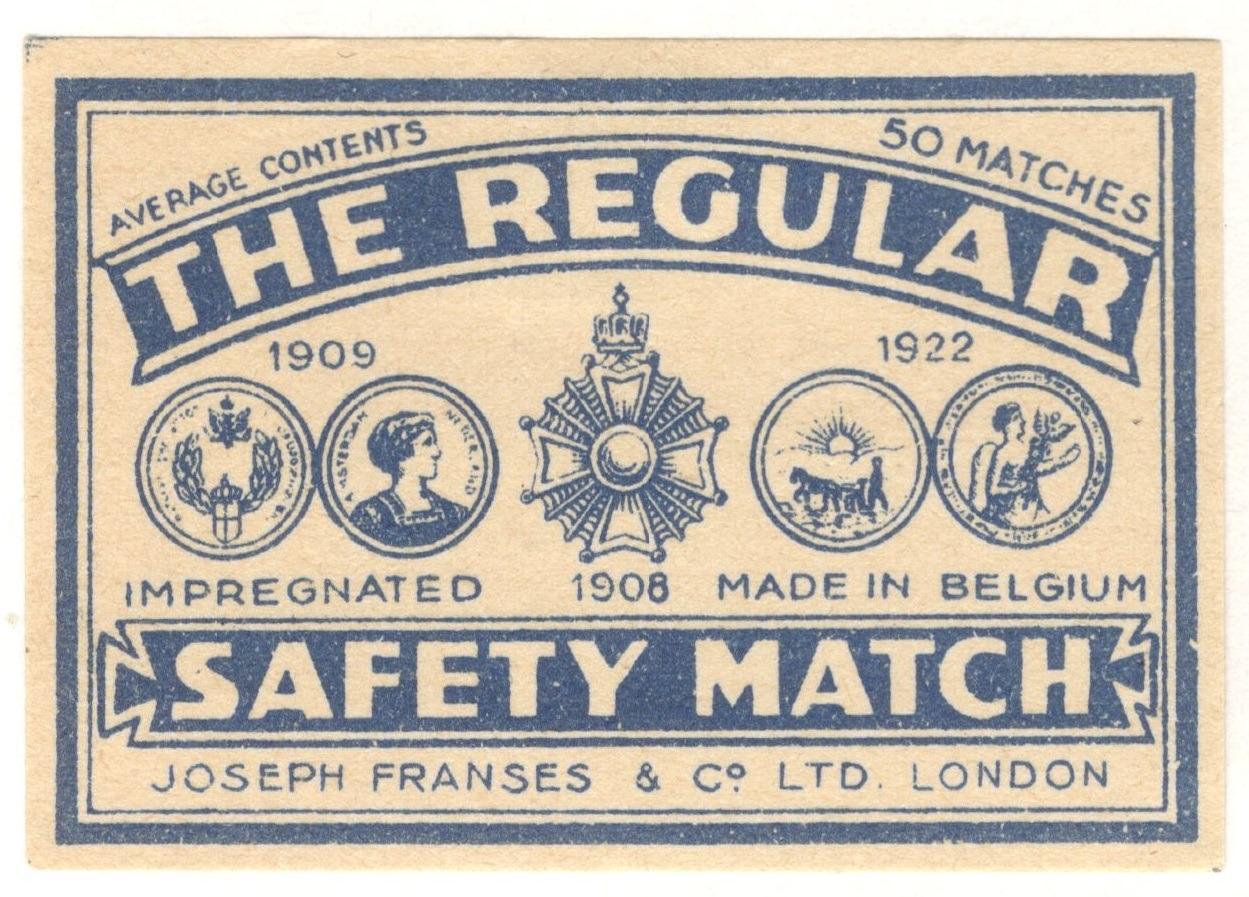 AVERAGE CONTENTS
50 MATCHES
THE REGULAR
1909
1922
AMSTERDAM
IMPREGNATED
1908
MADE IN BELGIUM
SAFETY MATCH
JOSEPH FRANSES & Cº LTD. LONDON